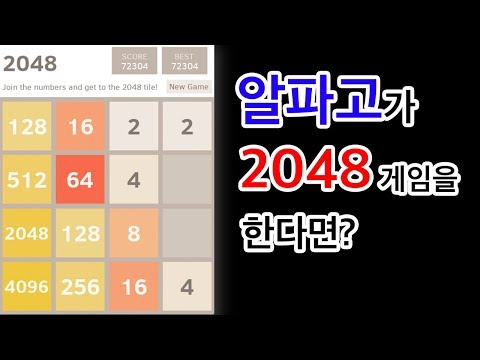 2048
SCORE
72304
BEST
72304
Join the numbers and get to the 2048 tile!
New Game
128 16 2 2
512 64 4
2048 128 8
4096 256 16 4
알파고가
2048 게임을
한다면?